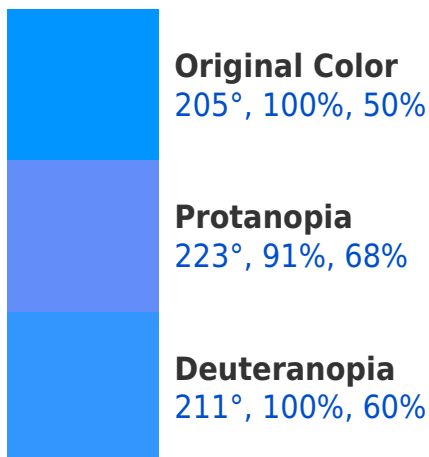 Original Color
205°, 100%, 50%
Protanopia
223°, 91%, 68%
Deuteranopia
211°, 100%, 60%